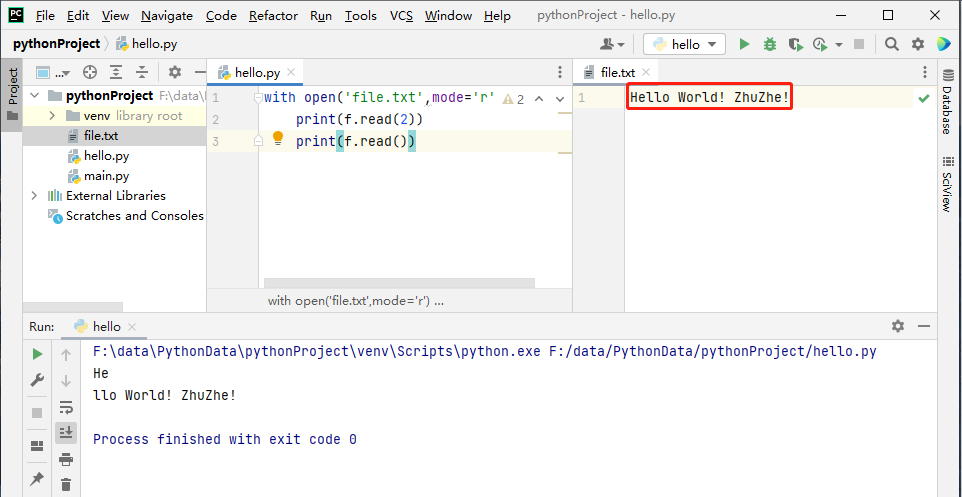 PC File Edit View Navigate Code Refactor Run Tools VCS Window Help pythonProject - hello.py
pythonProject hello.py hello
Project
...
pythonProject F:\data\
venv library root
file.txt
hello.py
main.py
External Libraries
Scratches and Consoles
hello.py
1 with open('file.txt',mode='r' 2
2 print(f.read(2))
3 print(f.read())
with open('file.txt',mode='r') ...
file.txt
1 Hello World! ZhuZhe!
Database
SciView
Run: hello
F:\data\PythonData\pythonProject\venv\Scripts\python.exe F:/data/PythonData/pythonProject/hello.py
He
llo World! ZhuZhe!
Process finished with exit code 0